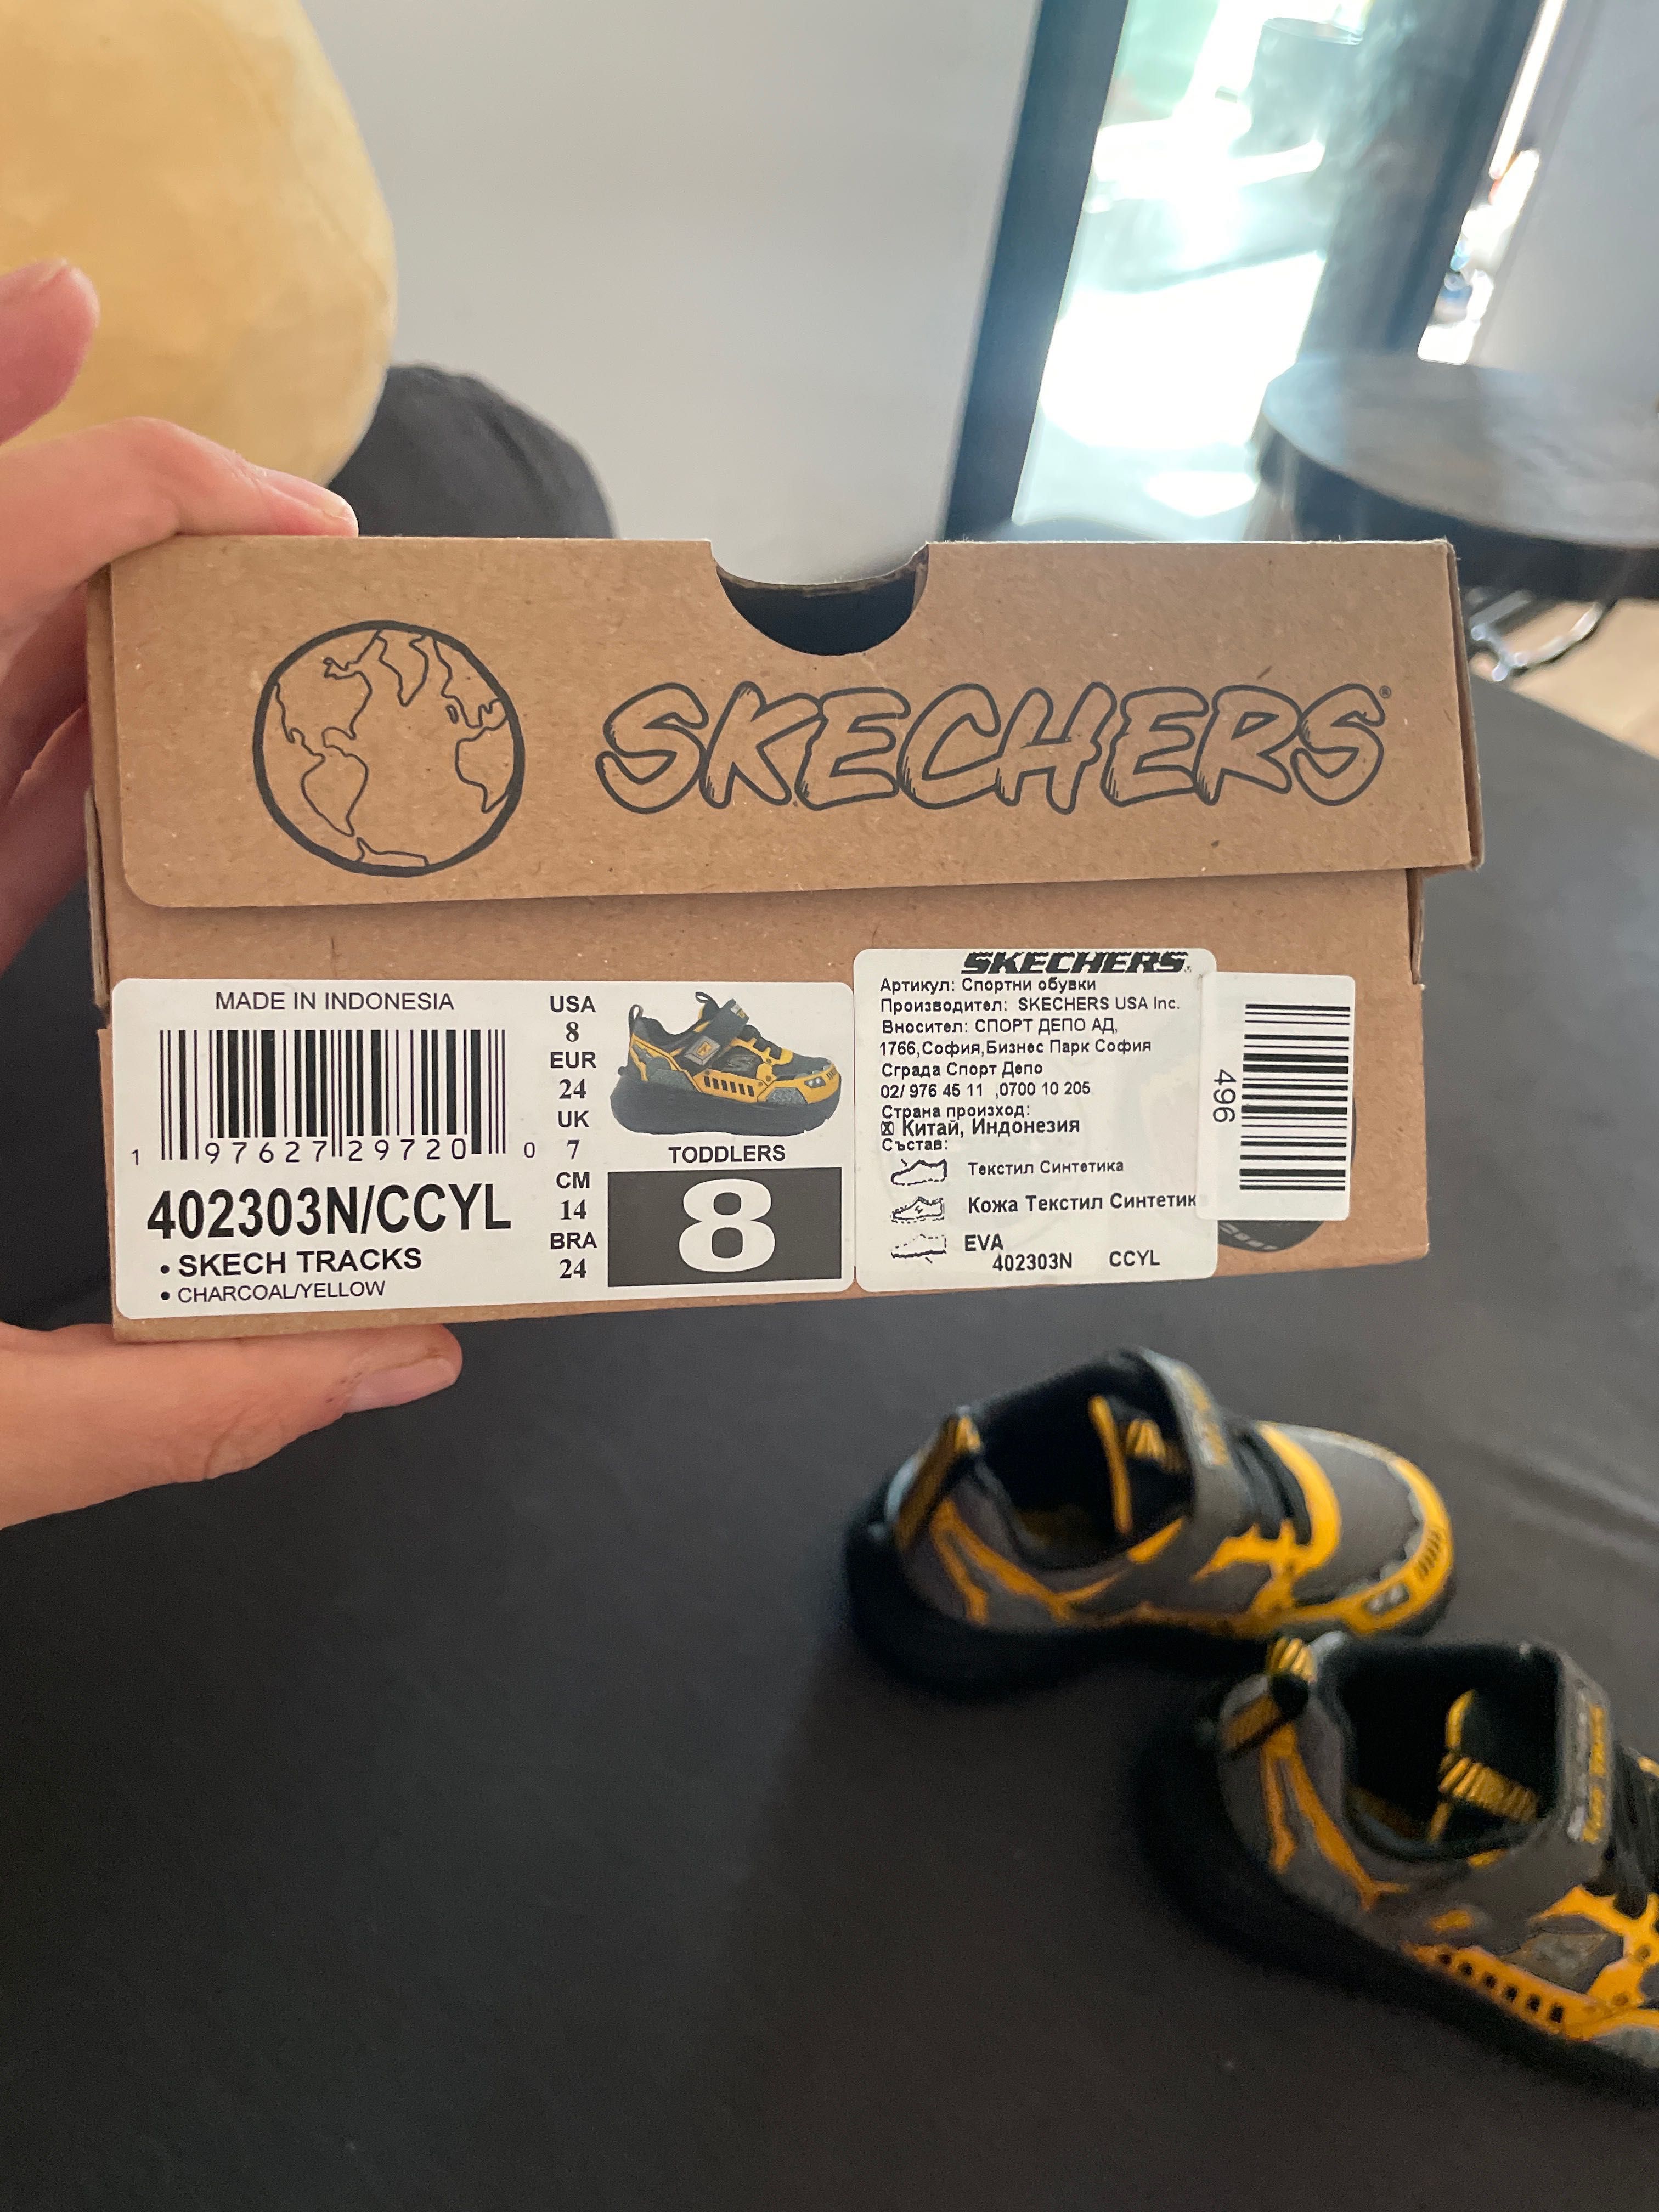 SKECHERS®
MADE IN INDONESIA
1 97627 29720 0
402303N/CCYL
• SKECH TRACKS
• CHARCOAL/YELLOW
USA
8
EUR
24
UK
7
CM
14
BRA
24
TODDLERS
8
SKECHERS
Артикул: Спортни обувки
Производител: SKECHERS USA Inc.
Вносител: СПОРТ ДЕПО АД,
1766,София,Бизнес Парк София
Сграда Спорт Депо
02/ 976 45 11 ,0700 10 205
Страна произход:
☒ Китай, Индонезия
Състав:
Текстил Синтетика
Кожа Текстил Синтетик
EVA
402303N CCYL
496